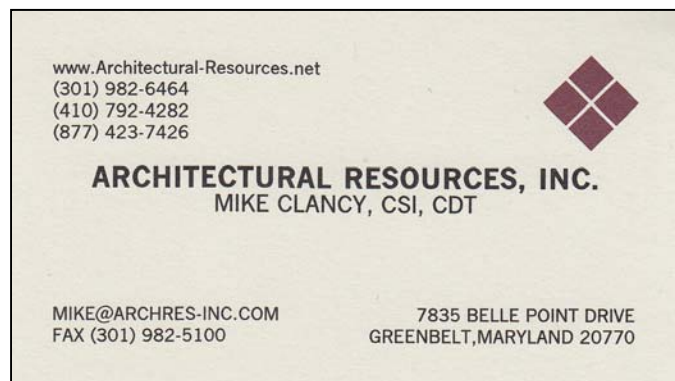 www.Architectural-Resources.net
(301) 982-6464
(410) 792-4282
(877) 423-7426
ARCHITECTURAL RESOURCES, INC.
MIKE CLANCY, CSI, CDT
MIKE@ARCHRES-INC.COM
FAX (301) 982-5100
7835 BELLE POINT DRIVE
GREENBELT,MARYLAND 20770